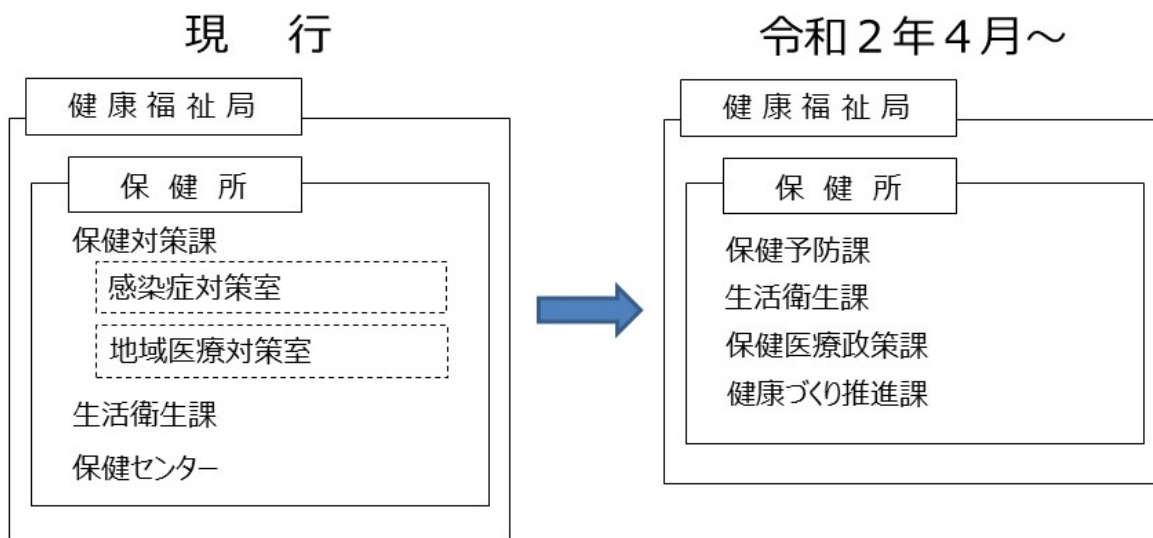 現　行
健康福祉局
保健所
保健対策課
感染症対策室
地域医療対策室
生活衛生課
保健センター
令和２年４月～
健康福祉局
保健所
保健予防課
生活衛生課
保健医療政策課
健康づくり推進課